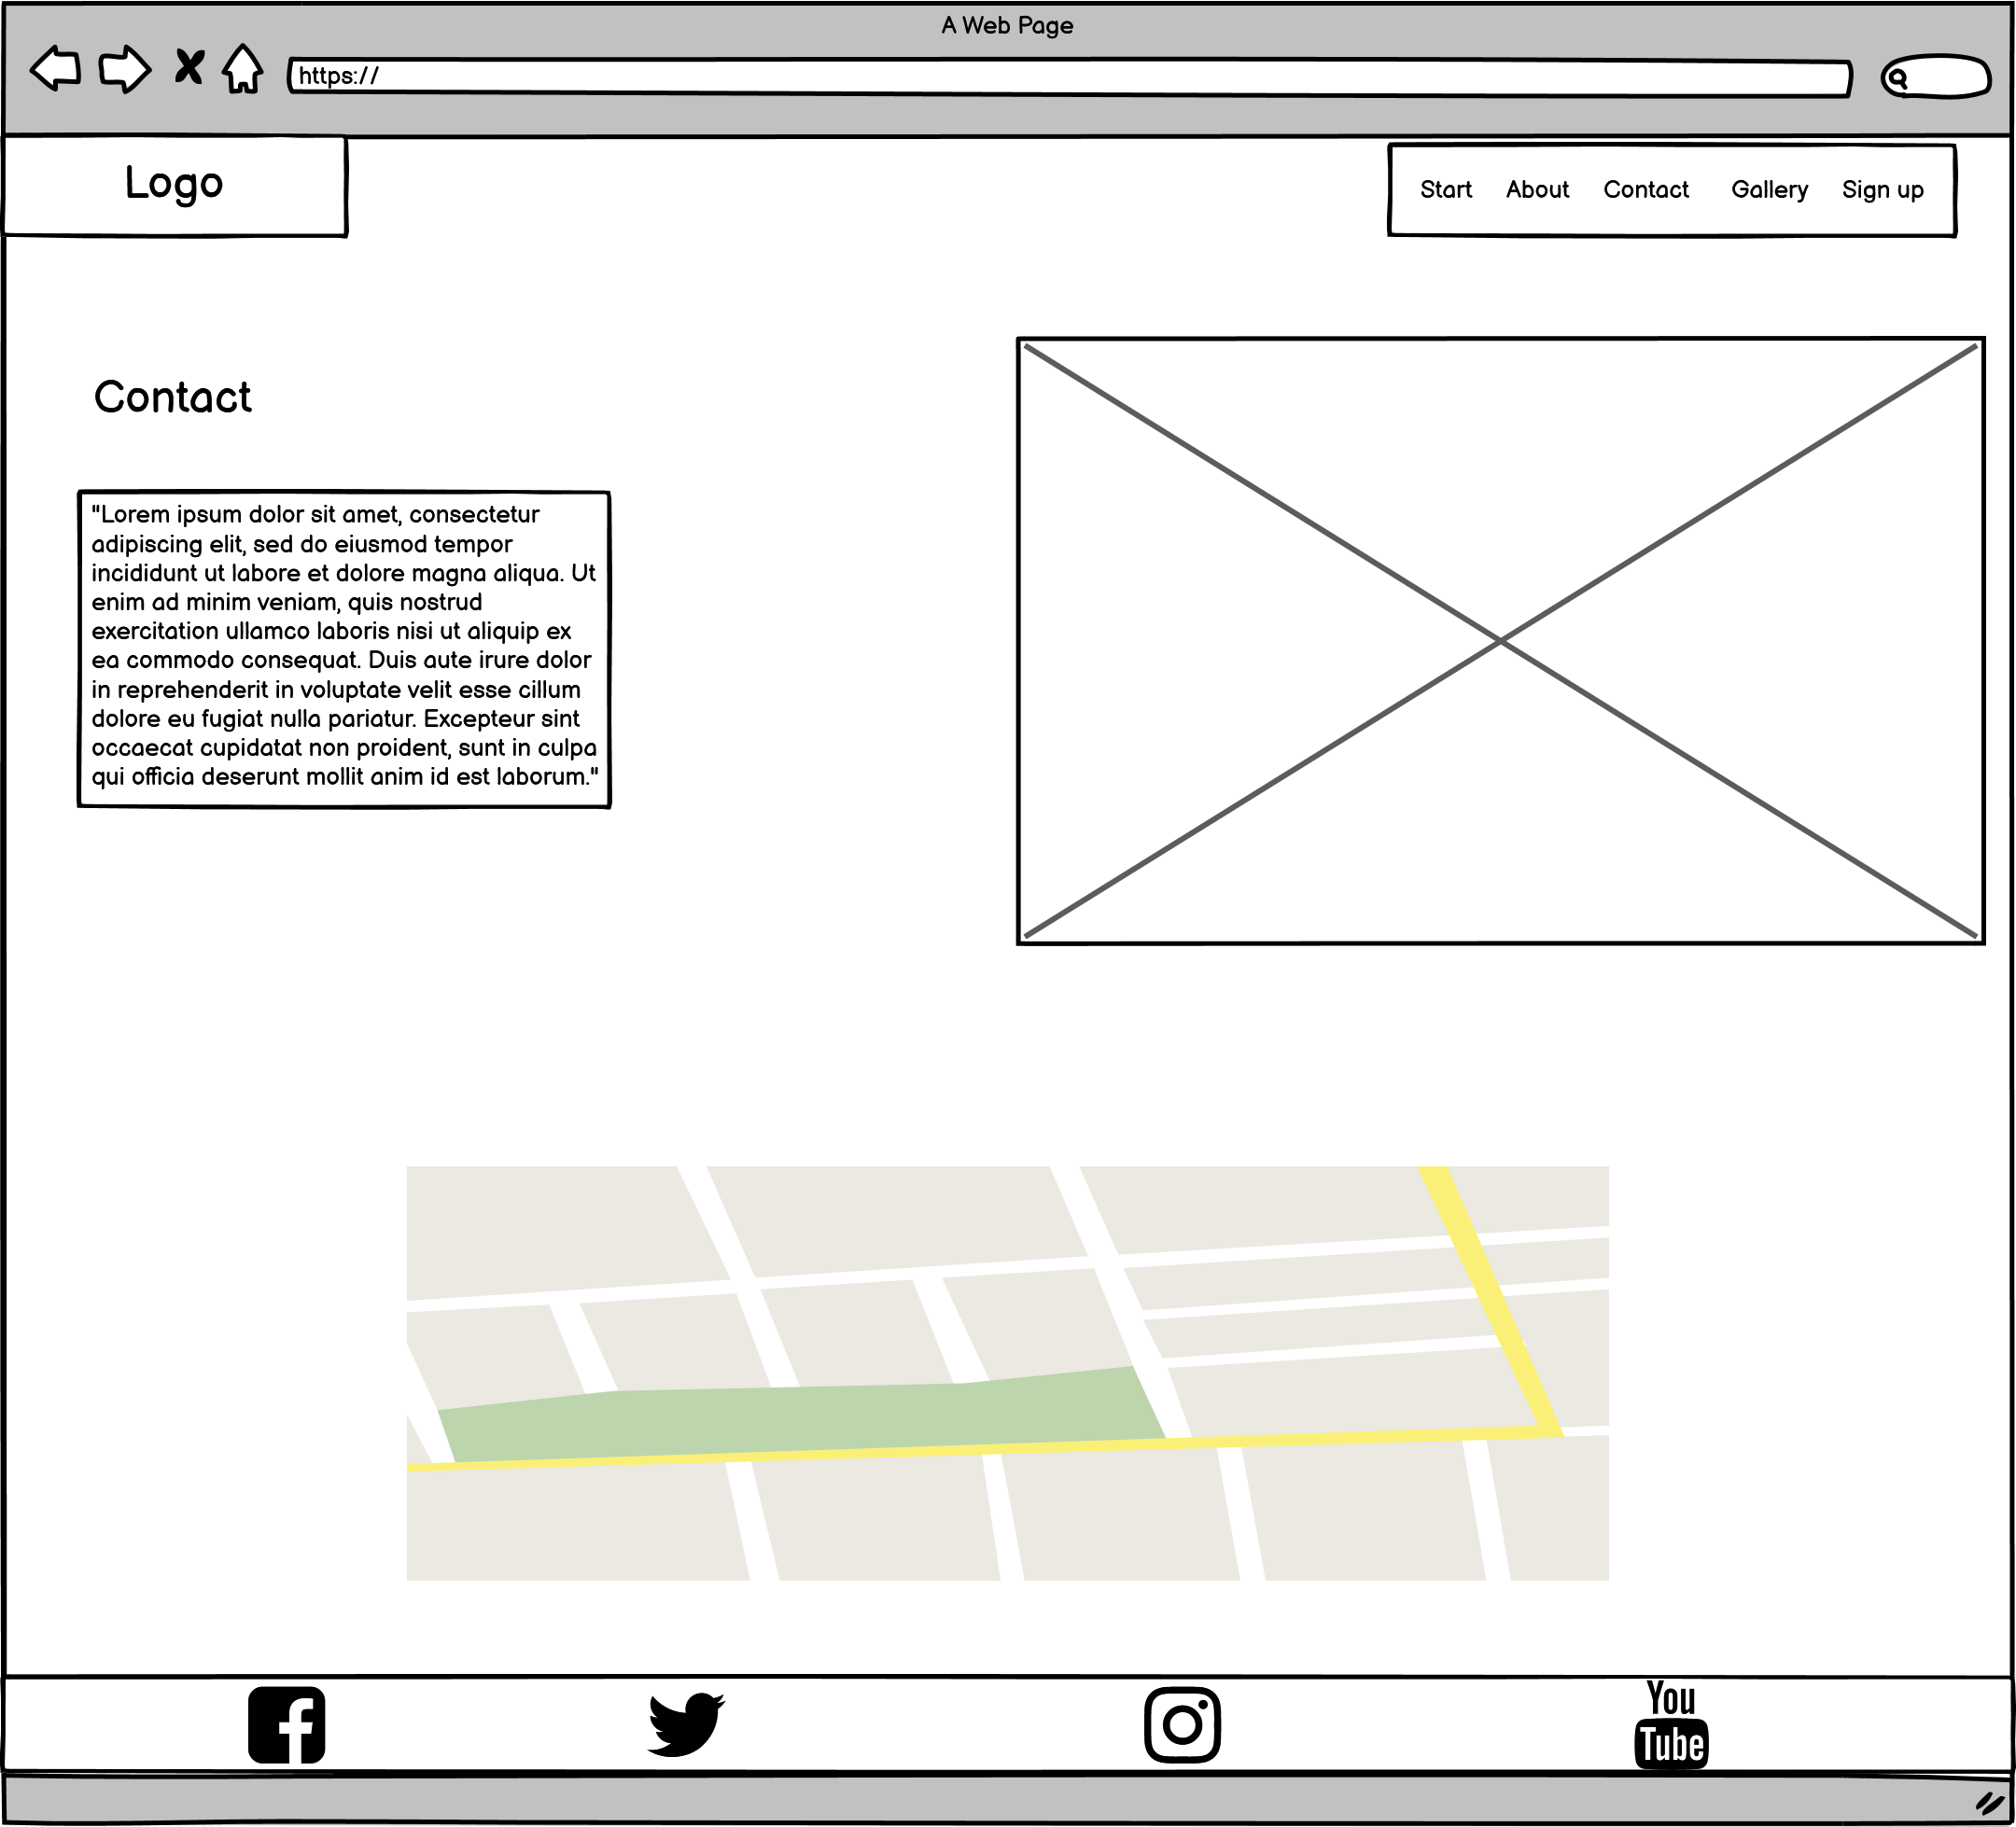 A Web Page
https://
Logo
Start About Contact Gallery Sign up
Contact
"Lorem ipsum dolor sit amet, consectetur
adipiscing elit, sed do eiusmod tempor
incididunt ut labore et dolore magna aliqua. Ut
enim ad minim veniam, quis nostrud
exercitation ullamco laboris nisi ut aliquip ex
ea commodo consequat. Duis aute irure dolor
in reprehenderit in voluptate velit esse cillum
dolore eu fugiat nulla pariatur. Excepteur sint
occaecat cupidatat non proident, sunt in culpa
qui officia deserunt mollit anim id est laborum."
You
Tube